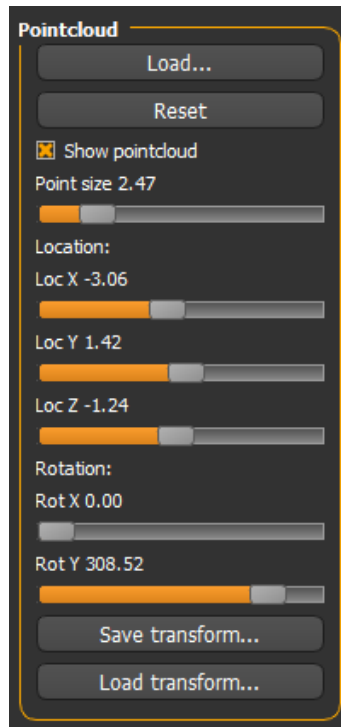 Pointcloud
Load...
Reset
Show pointcloud
Point size 2.47
Location:
Loc X -3.06
Loc Y 1.42
Loc Z -1.24
Rotation:
Rot X 0.00
Rot Y 308.52
Save transform...
Load transform...